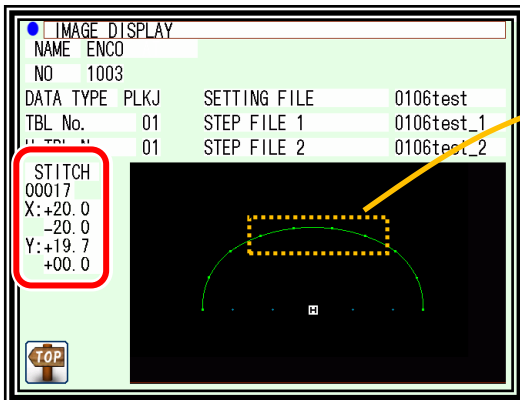 IMAGE DISPLAY
NAME ENCO
NO 1003
DATA TYPE PLKJ SETTING FILE 0106test
TBL No. 01 STEP FILE 1 0106test_1
01 STEP FILE 2 0106test_2
STITCH
00017
X:+20.0
-20.0
Y:+19.7
+00.0
H
TOP